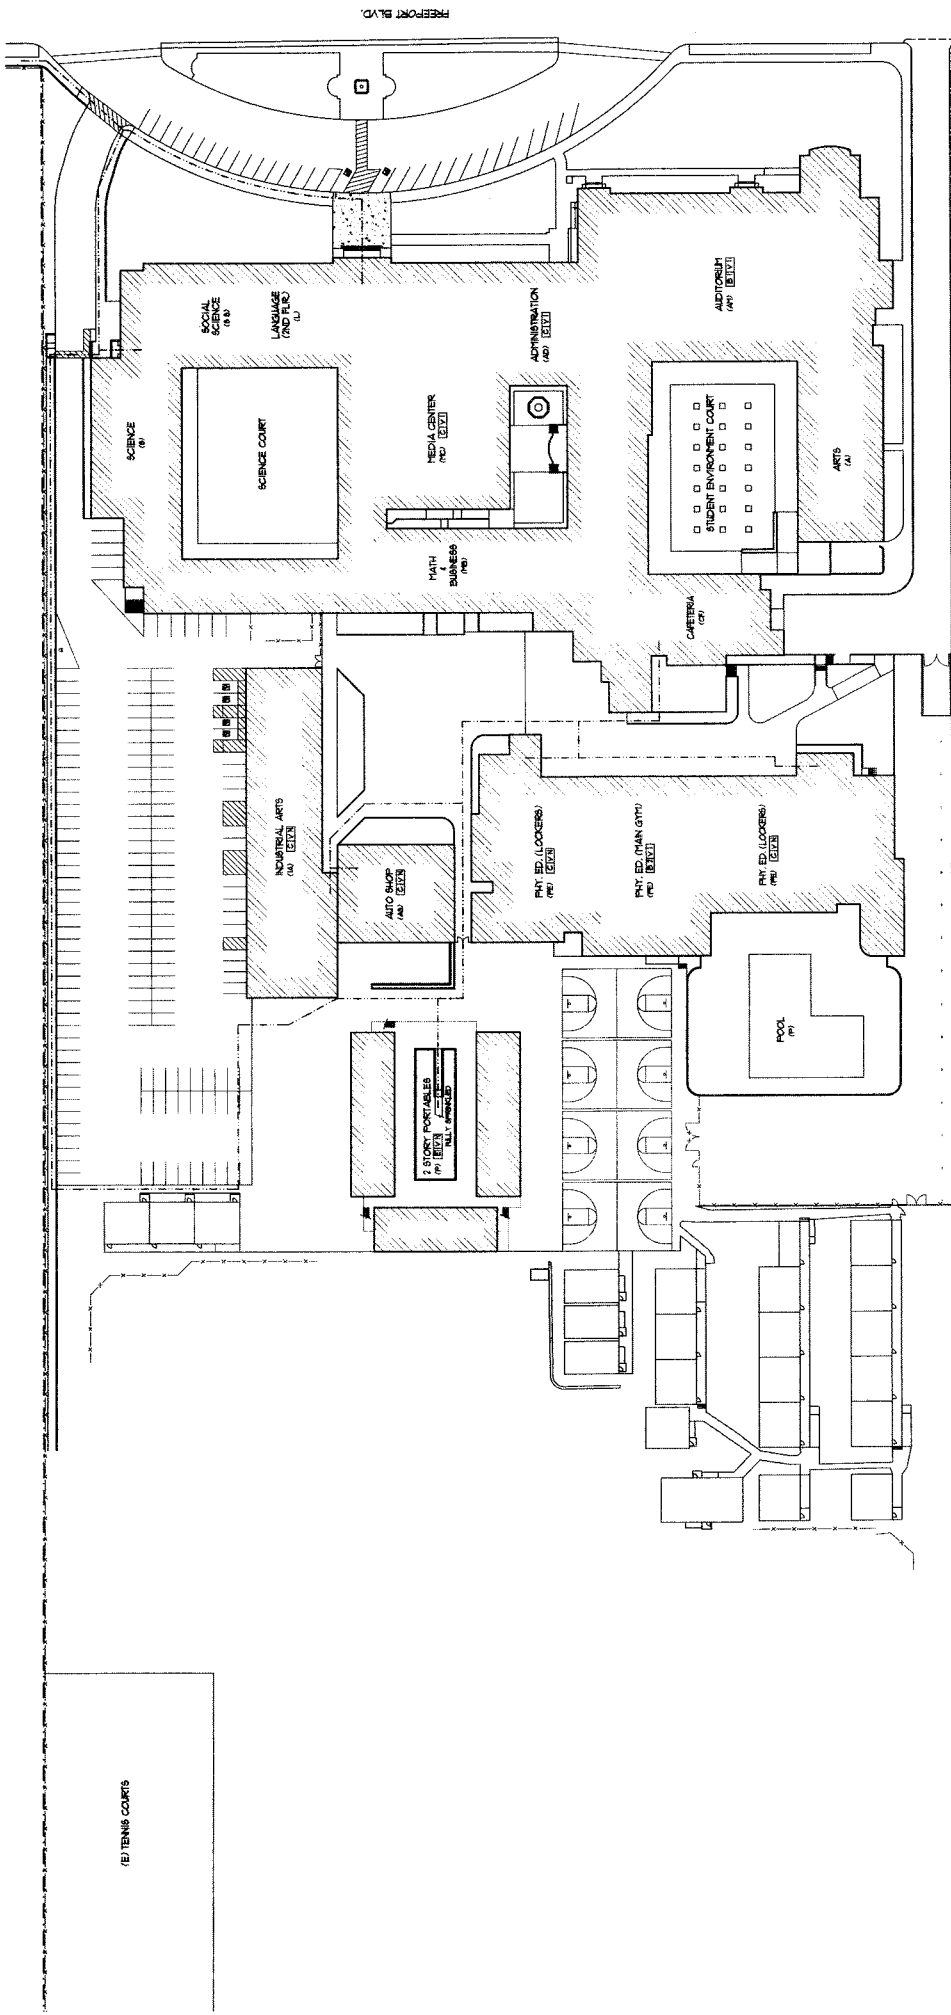 FREEPORT BLVD.
SOCIAL
SCIENCE
LANGUAGE
(2ND FLR.)
(L)
SCIENCE
(S)
SCIENCE COURT
MEDIA CENTER
(MC)
ADMINISTRATION
(AD)
AUDITORIUM
MATH
&
BUSINESS
(MB)
STUDENT ENVIRONMENT COURT
ARTS
(A)
CAFETERIA
INDUSTRIAL ARTS
(IA)
AUTO SHOP
(AS)
PHY. ED. (LOCKERS)
(PE)
PHY. ED. (MAIN GYM)
(PE)
PHY. ED. (LOCKERS)
(PE)
POOL
(P)
2 STORY PORTABLES
(P)
FULLY SPRINKLED
(E) TENNIS COURTS